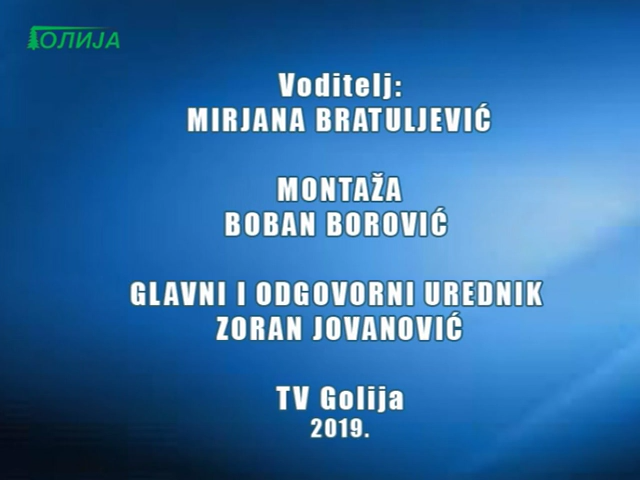 ГОЛИЈА
Voditelj:
MIRJANA BRATULJEVIĆ
MONTAŽA
BOBAN BOROVIĆ
GLAVNI I ODGOVORNI UREDNIK
ZORAN JOVANOVIĆ
TV Golija
2019.